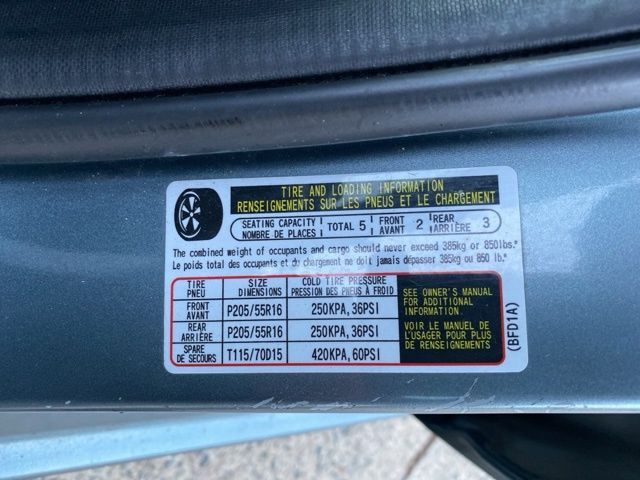 TIRE AND LOADING INFORMATION
RENSEIGNEMENTS SUR LES PNEUS ET LE CHARGEMENT
SEATING CAPACITY TOTAL 5 FRONT 2 REAR 3
NOMBRE DE PLACES AVANT ARRIÈRE
The combined weight of occupants and cargo should never exceed 385kg or 850lbs."
Le poids total des occupants et du chargement ne doit jamais dépasser 385kg ou 850 lb."
TIRE SIZE COLD TIRE PRESSURE
PNEU DIMENSIONS PRESSION DES PNEUS À FROID
FRONT
AVANT P205/55R16 250KPA,36PSI
REAR
ARRIÈRE P205/55R16 250KPA,36PSI
SPARE
DE SECOURS T115/70D15 420KPA,60PSI
SEE OWNER'S MANUAL
FOR ADDITIONAL
INFORMATION.
VOIR LE MANUEL DE
L'USAGER POUR PLUS
DE RENSEIGNEMENTS
(BFD1A)